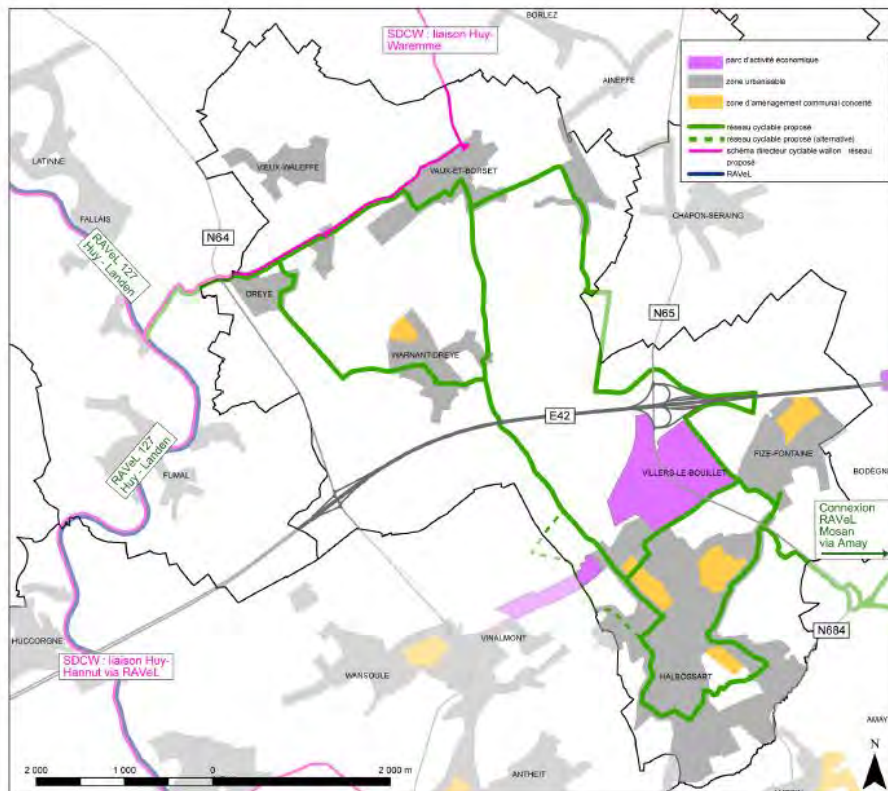 BORLEZ
SDCW : liaison Huy-
Waremme
parc d'activité économique
zone urbanisable
zone d'aménagement communal concerté
réseau cyclable proposé
réseau cyclable proposé (alternative)
schéma directeur cyclable wallon réseau
proposé
RAVeL
AINEFFE
LATINNE
VŒUX-WALEFFE
VAUX-ET-BORSET
FALLAIS
CHAPON-SERAING
N64
RAVeL 127
Huy - Landen
OREYE
N65
WARNANT-DREYE
E42
VILLERS-LE-BOUILLET
FIZE-FONTAINE
BODEGN
RAVeL 127
Huy - Landen
FUMAL
Connexion
RAVeL
Mosan
via Amay
HUCCORGNE
VINALMONT
N684
SDCW : liaison Huy-
Hannut via RAVeL
WANSOULE
HALBOSSART
AMAY
N
2 000
1 000
0
2 000 m
ANTHEIT